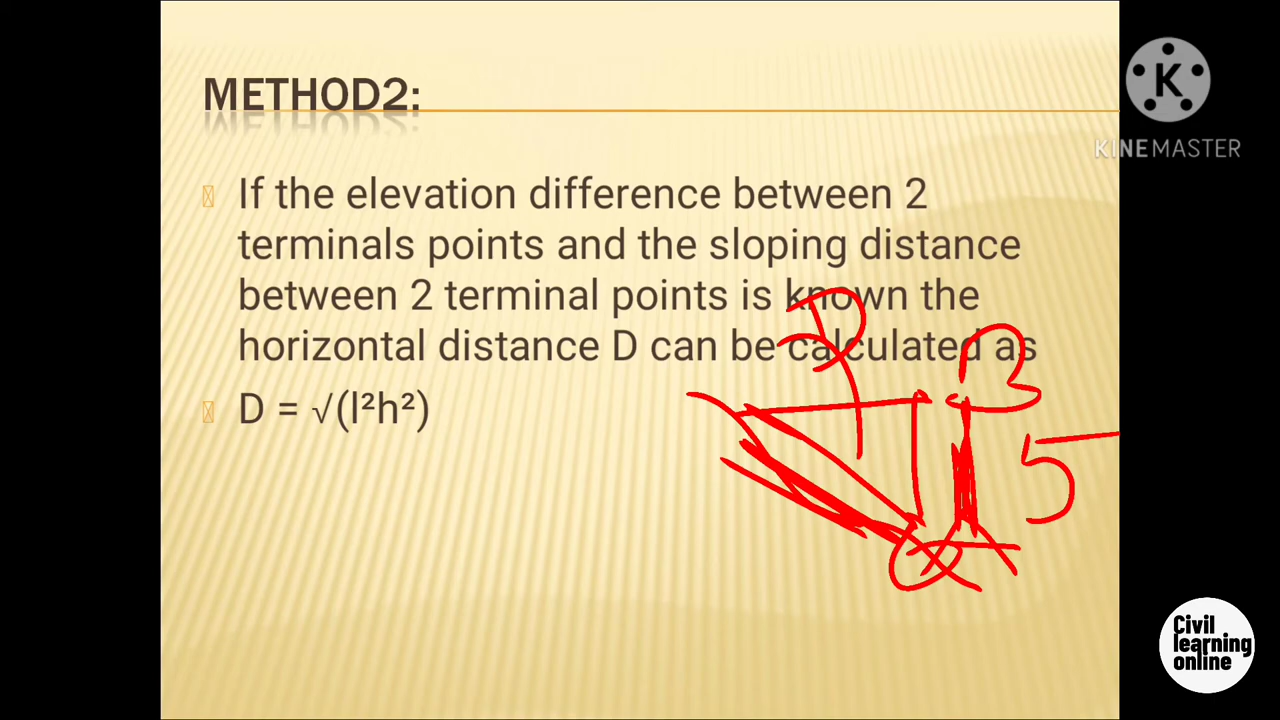 METHOD2:
If the elevation difference between 2
terminals points and the sloping distance
between 2 terminal points is known the
horizontal distance D can be calculated as
D = √(l²h²)
D
B
5
A
K
KINEMASTER
Civil
learning
online